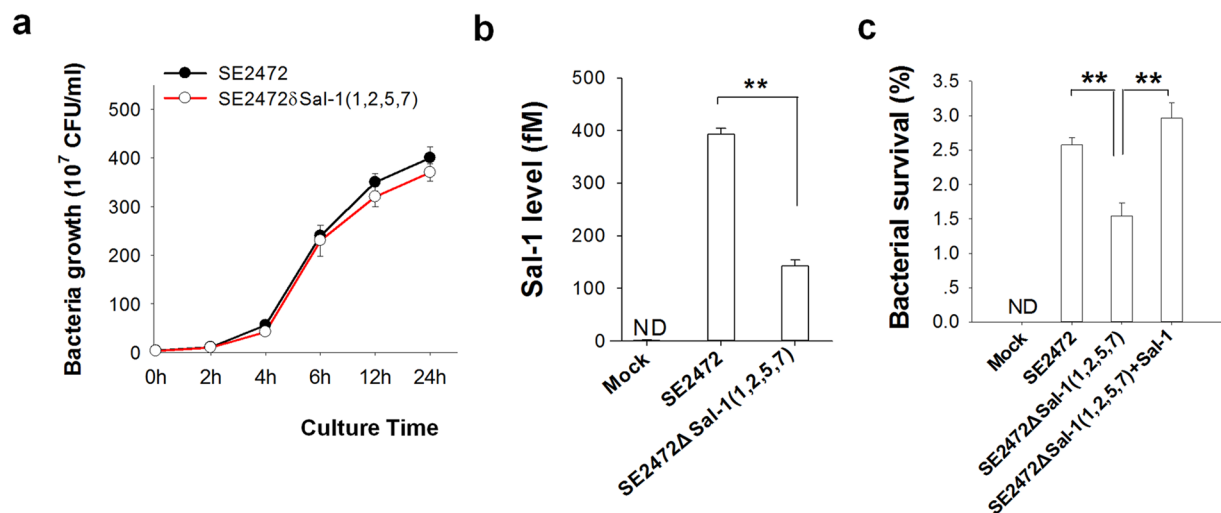 a
SE2472
SE2472δSal-1(1,2,5,7)
Bacteria growth (10⁷ CFU/ml)
500
400
300
200
100
0
0h 2h 4h 6h 12h 24h
Culture Time
b
Sal-1 level (fM)
500
400
300
200
100
0
**
ND
Mock
SE2472
SE2472Δ Sal-1(1,2,5,7)
c
Bacterial survival (%)
3.5
3.0
2.5
2.0
1.5
1.0
0.5
0.0
** **
ND
Mock
SE2472
SE2472ΔSal-1(1,2,5,7)
SE2472ΔSal-1(1,2,5,7)+Sal-1